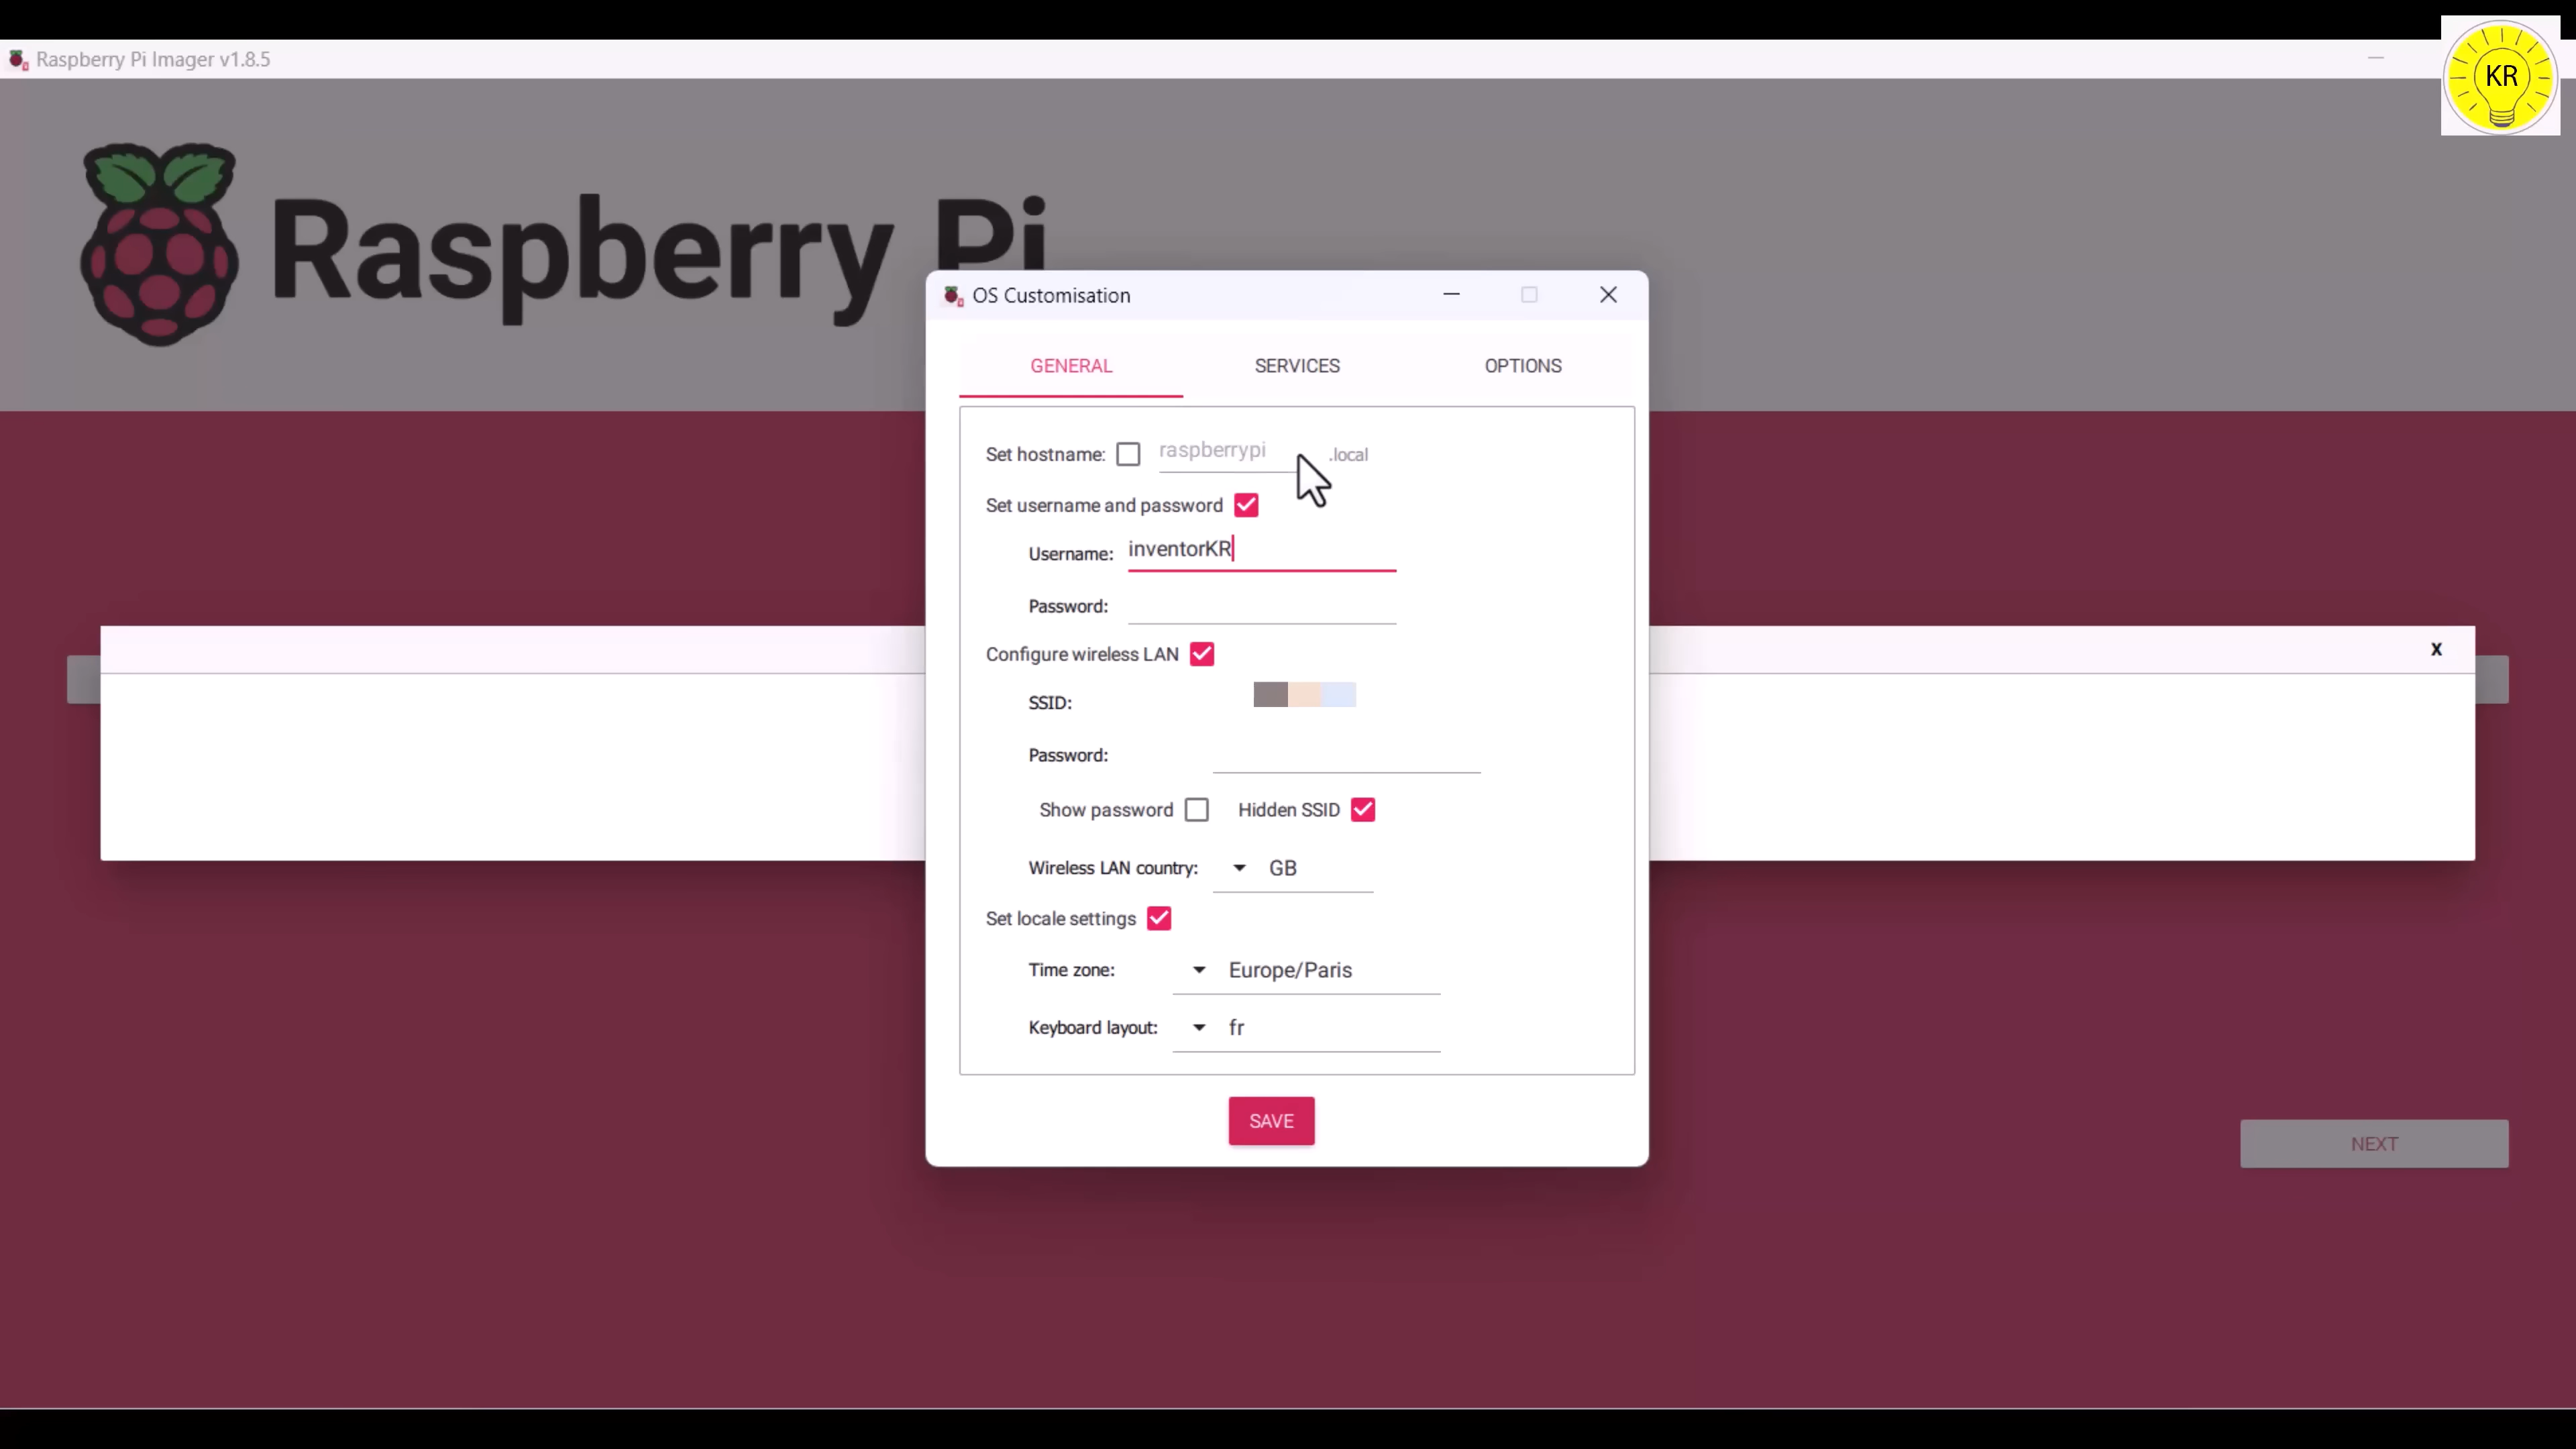 Raspberry Pi Imager v1.8.5
KR
Raspberry Pi
OS Customisation
GENERAL SERVICES OPTIONS
Set hostname: raspberrypi .local
Set username and password
Username: inventorKR
Password:
Configure wireless LAN
x
SSID:
Password:
Show password Hidden SSID
Wireless LAN country: GB
Set locale settings
Time zone: Europe/Paris
Keyboard layout: fr
SAVE
NEXT